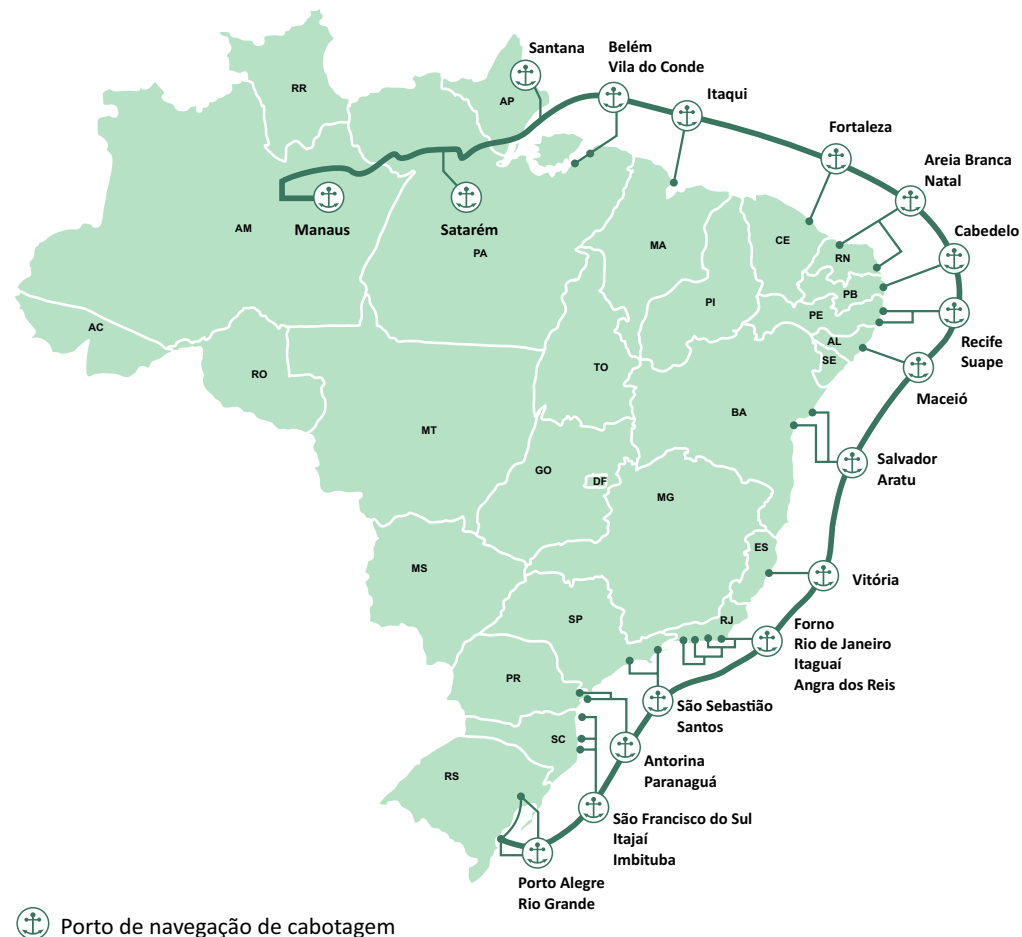 Santana
Belém
Vila do Conde
Itaqui
Fortaleza
Areia Branca
Natal
Cabedelo
Recife
Suape
Maceió
Salvador
Aratu
Vitória
Forno
Rio de Janeiro
Itaguaí
Angra dos Reis
São Sebastião
Santos
Antorina
Paranaguá
São Francisco do Sul
Itajaí
Imbituba
Porto Alegre
Rio Grande
Manaus
Satarém
RR
AP
AM
PA
MA
CE
RN
PB
PE
PI
AL
SE
AC
RO
TO
BA
MT
GO
DF
MG
ES
MS
SP
RJ
PR
SC
RS
Porto de navegação de cabotagem